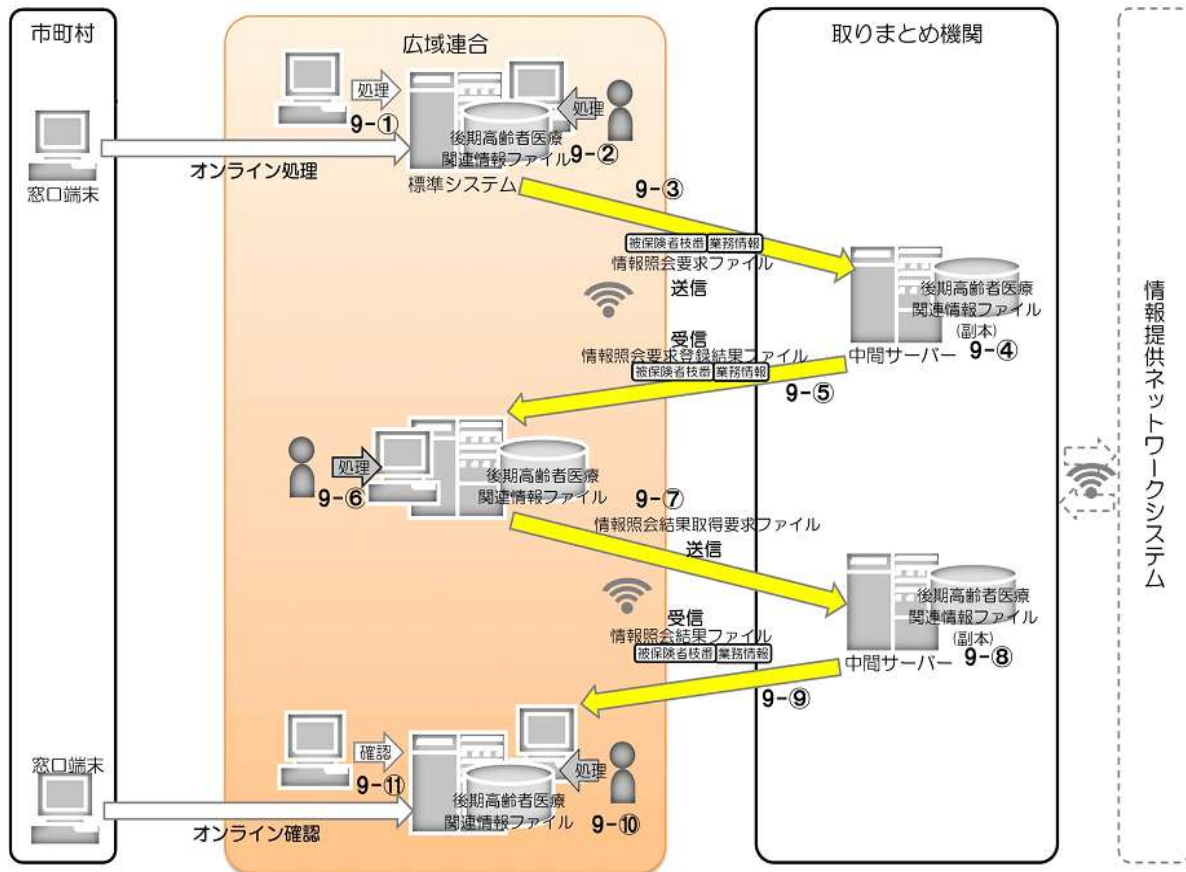 市町村
広域連合
取りまとめ機関
処理
9-①
処理
9-②
後期高齢者医療
関連情報ファイル
標準システム
オンライン処理
窓口端末
9-③
被保険者枝番 業務情報
情報照会要求ファイル
送信
後期高齢者医療
関連情報ファイル
(副本)
中間サーバー
9-④
受信
情報照会要求登録結果ファイル
被保険者枝番 業務情報
9-⑤
処理
9-⑥
後期高齢者医療
関連情報ファイル
9-⑦
情報照会結果取得要求ファイル
送信
後期高齢者医療
関連情報ファイル
(副本)
中間サーバー
9-⑧
受信
情報照会結果ファイル
被保険者枝番 業務情報
9-⑨
確認
9-⑪
処理
9-⑩
後期高齢者医療
関連情報ファイル
窓口端末
オンライン確認
情報提供ネットワークシステム